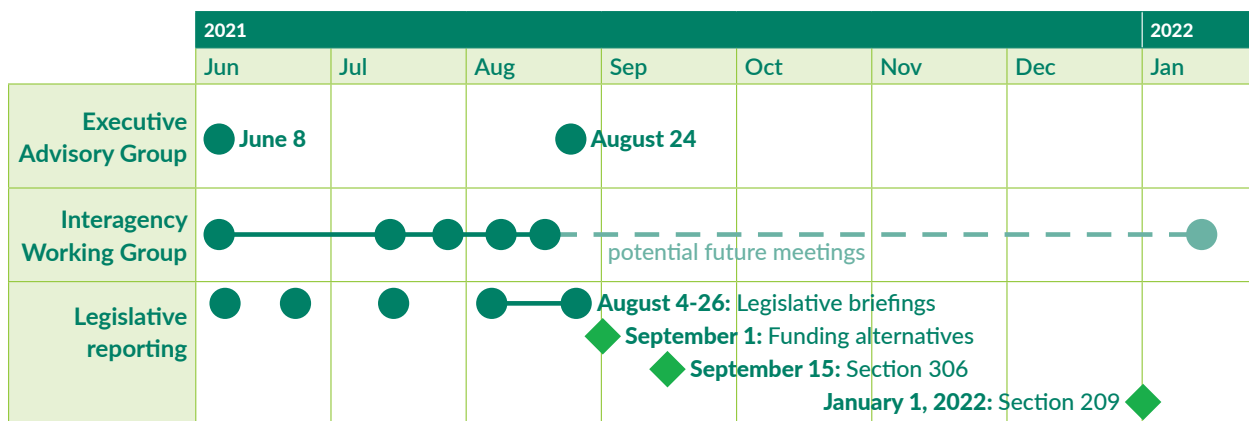 2021 2022
Jun Jul Aug Sep Oct Nov Dec Jan
Executive
Advisory Group
June 8 August 24
Interagency
Working Group
potential future meetings
Legislative
reporting
August 4-26: Legislative briefings
September 1: Funding alternatives
September 15: Section 306
January 1, 2022: Section 209